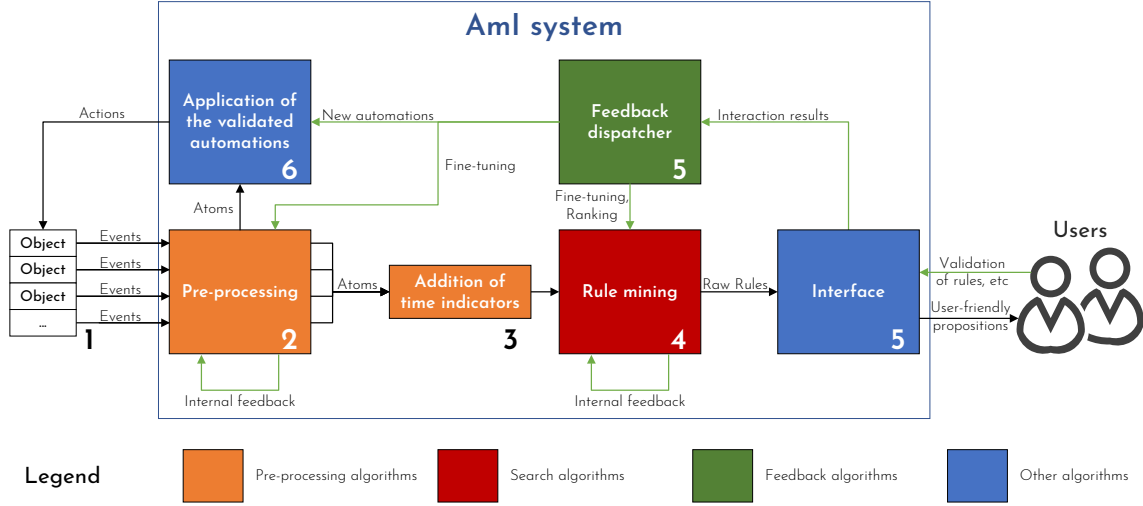 AmI system
Application of
the validated
automations
6
Feedback
dispatcher
5
Actions
New automations
Interaction results
Fine-tuning
Atoms
Fine-tuning,
Ranking
Users
Object
Object
Object
...
1
Events
Events
Events
Events
Pre-processing
2
Atoms
Addition of
time indicators
3
Rule mining
4
Raw Rules
Interface
5
Validation
of rules, etc
User-friendly
propositions
Internal feedback
Internal feedback
Legend
Pre-processing algorithms
Search algorithms
Feedback algorithms
Other algorithms